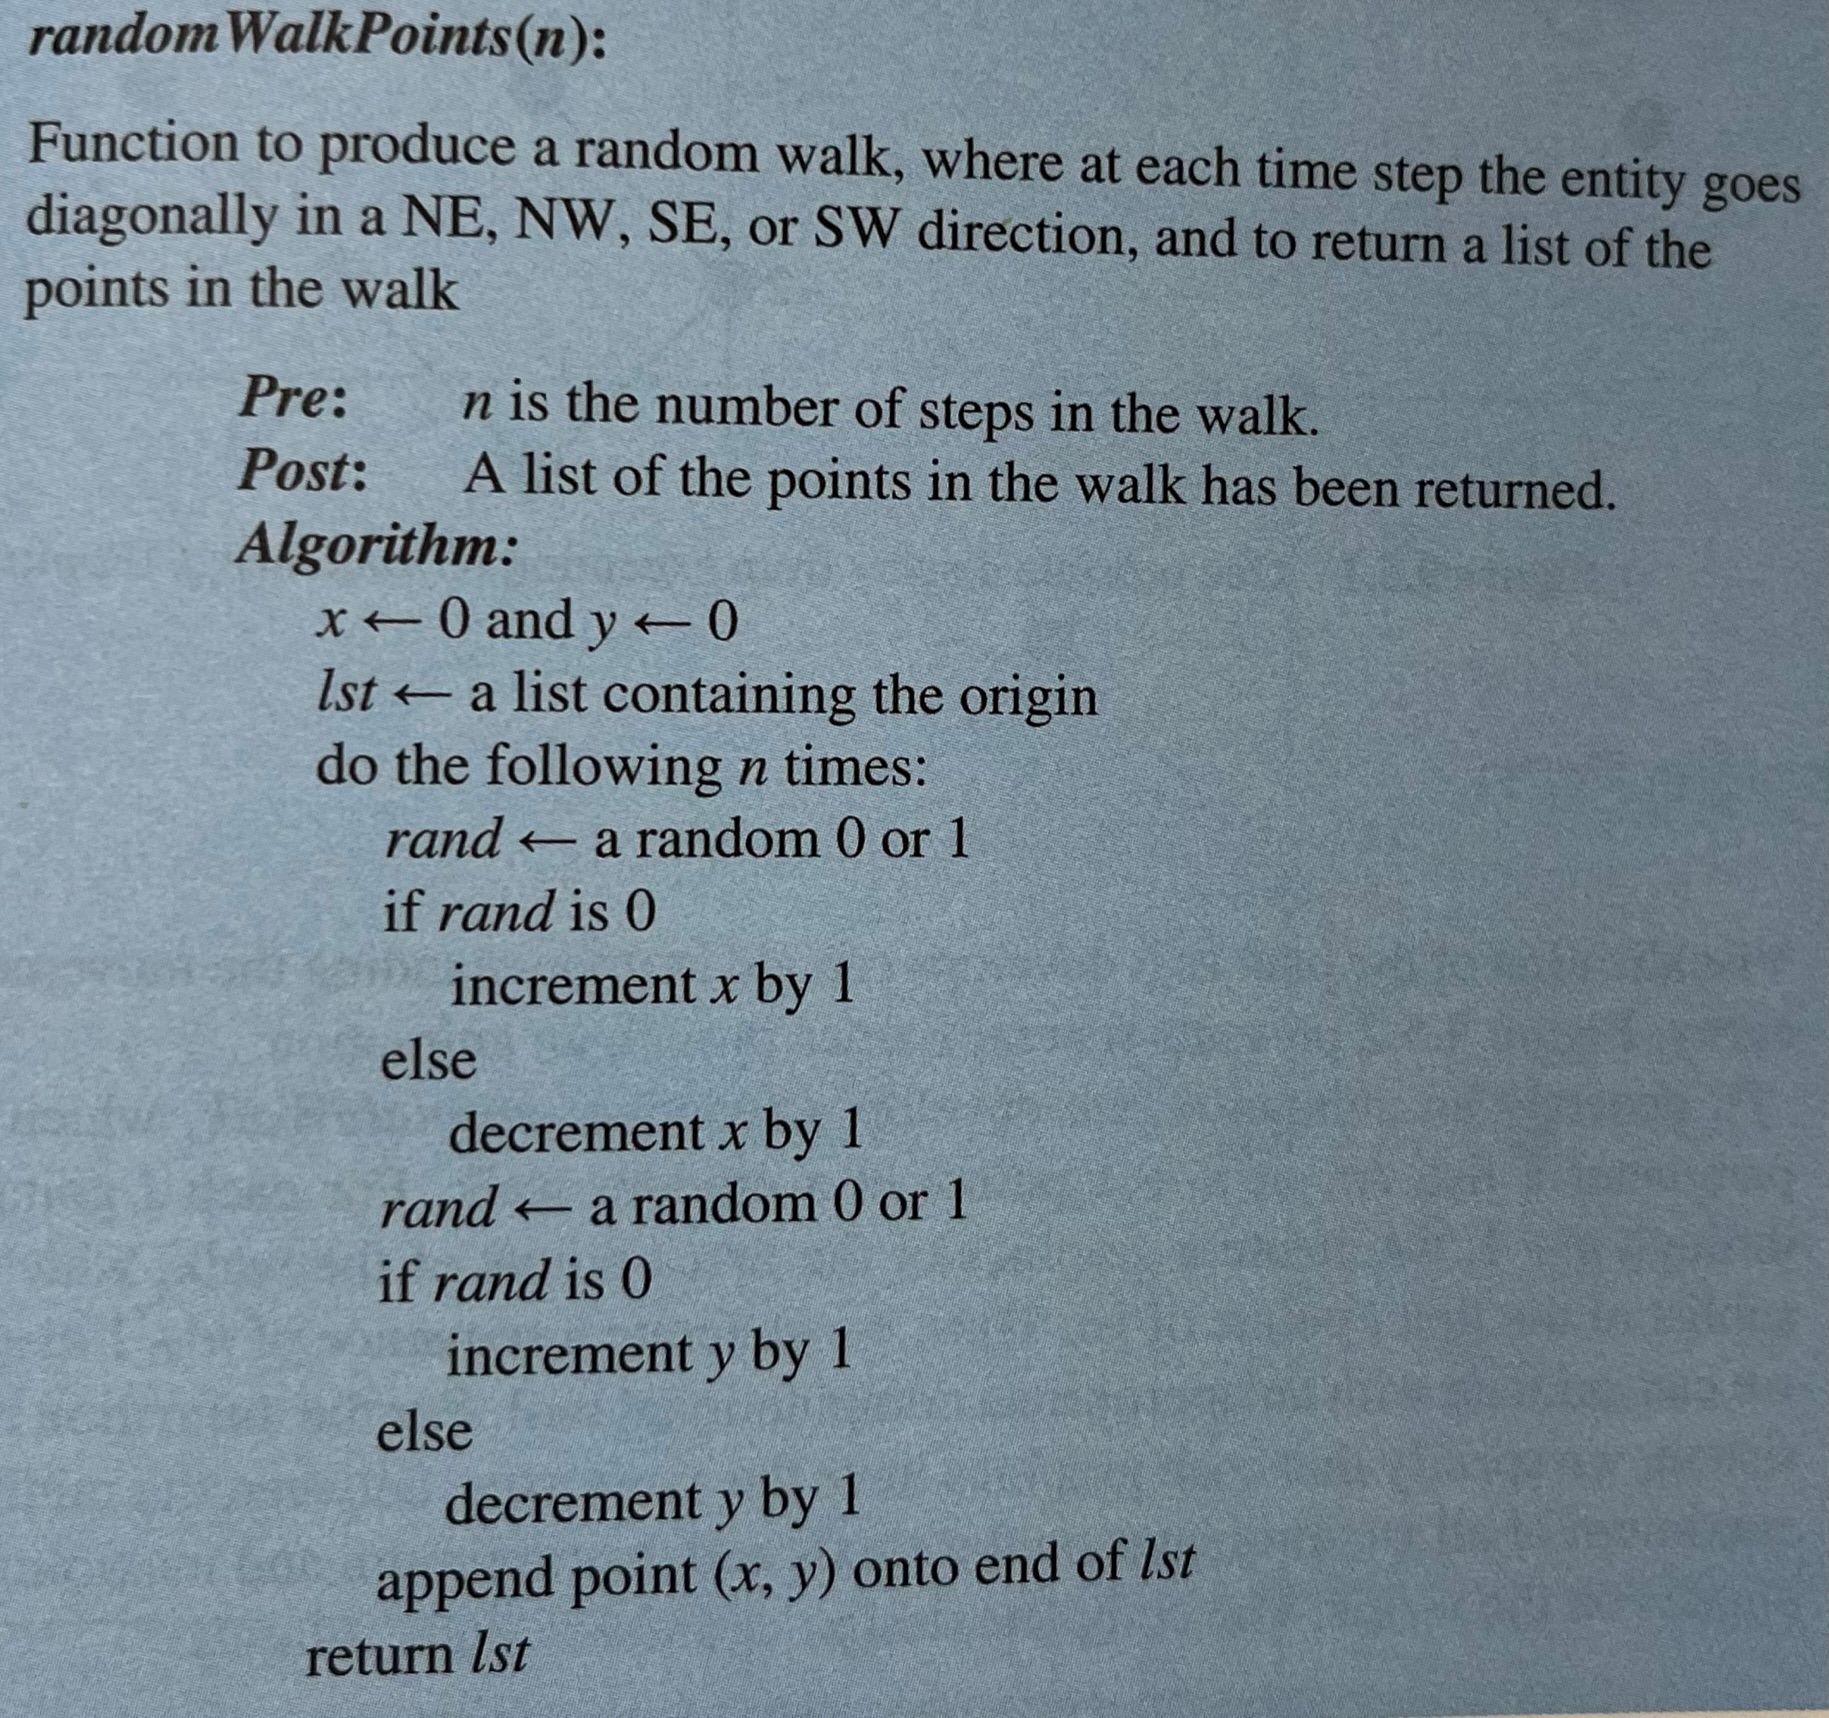 randomWalkPoints(n):
Function to produce a random walk, where at each time step the entity goes
diagonally in a NE, NW, SE, or SW direction, and to return a list of the
points in the walk
Pre: n is the number of steps in the walk.
Post: A list of the points in the walk has been returned.
Algorithm:
x ← 0 and y ← 0
lst ← a list containing the origin
do the following n times:
rand ← a random 0 or 1
if rand is 0
increment x by 1
else
decrement x by 1
rand ← a random 0 or 1
if rand is 0
increment y by 1
else
decrement y by 1
append point (x, y) onto end of lst
return lst